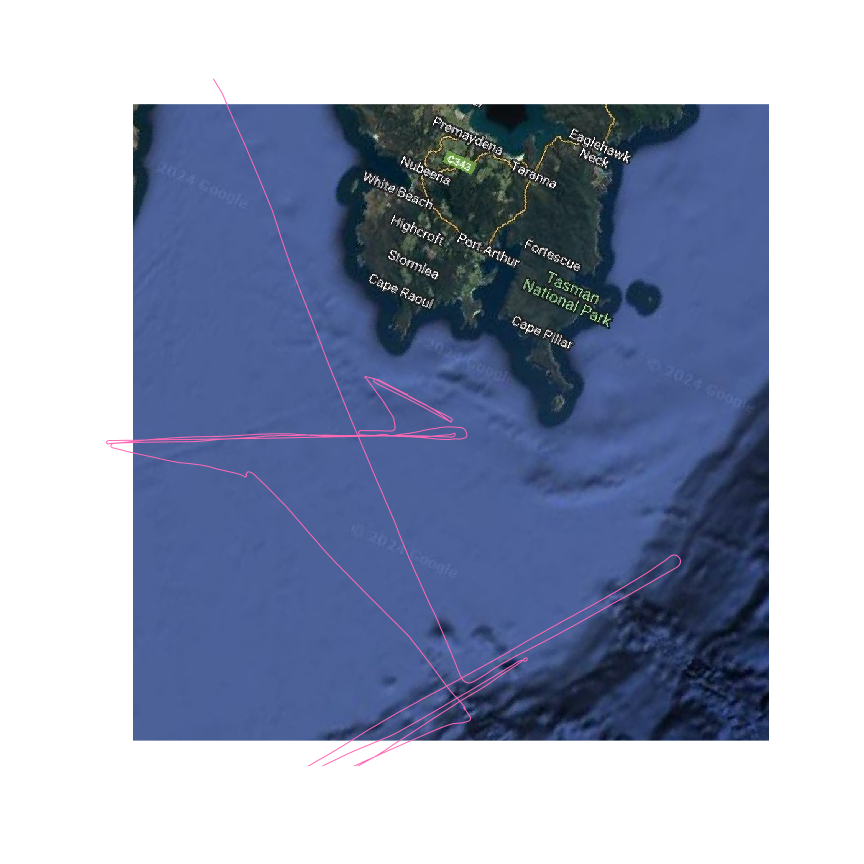 Premaydena
Eaglehawk
Neck
C342
Nubeena
Taranna
White Beach
2024 Google
Highcroft
Port Arthur
Fortescue
Stormlea
Tasman
National Park
Cape Raoul
Cape Pillar
2024 Google
© 2024 Google
© 2024 Google